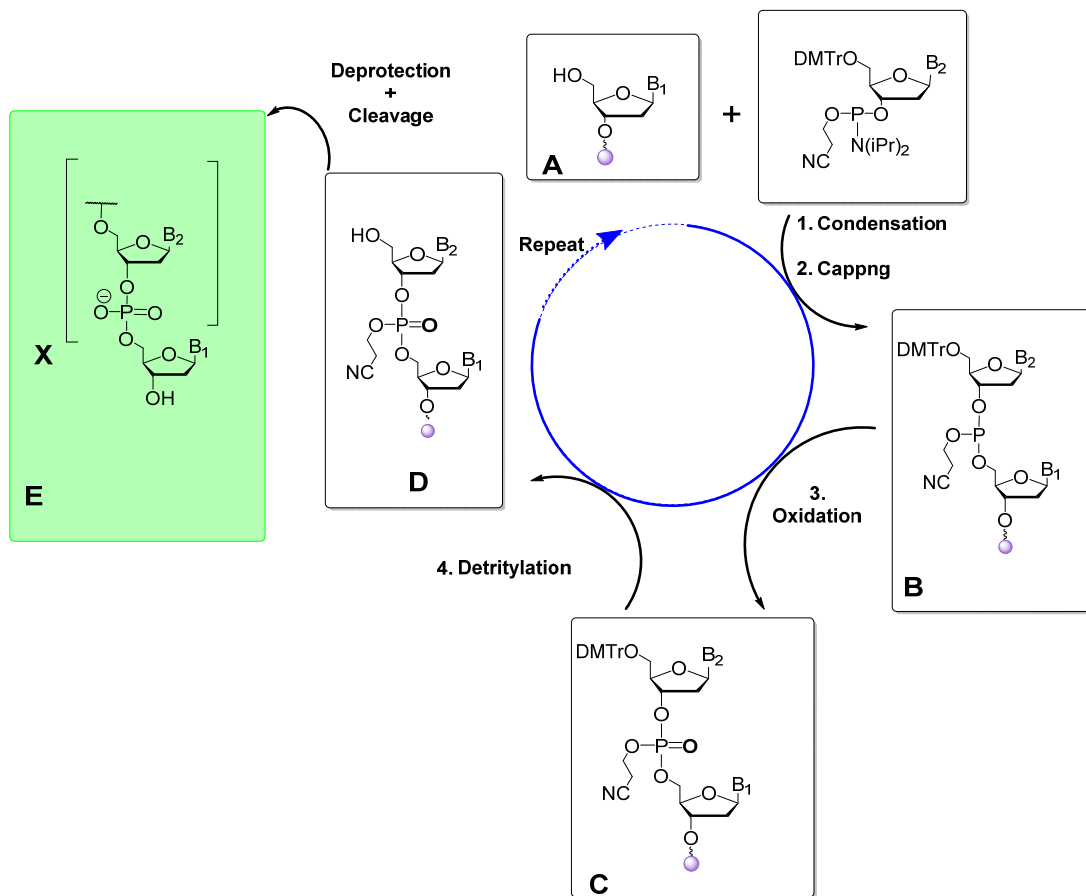 Deprotection
+
Cleavage
HO
O
B1
O
A
+
DMTrO
O
B2
O
P
O
N(iPr)2
NC
1. Condensation
2. Cappng
Repeat
O
O
B2
O
⊖
O
P
O
O
O
B1
X
OH
E
HO
O
B2
O
O
P
O
O
NC
O
B1
O
D
DMTrO
O
B2
O
O
P
O
NC
O
B1
O
B
3.
Oxidation
4. Detritylation
DMTrO
O
B2
O
O
P
O
O
NC
O
B1
O
C